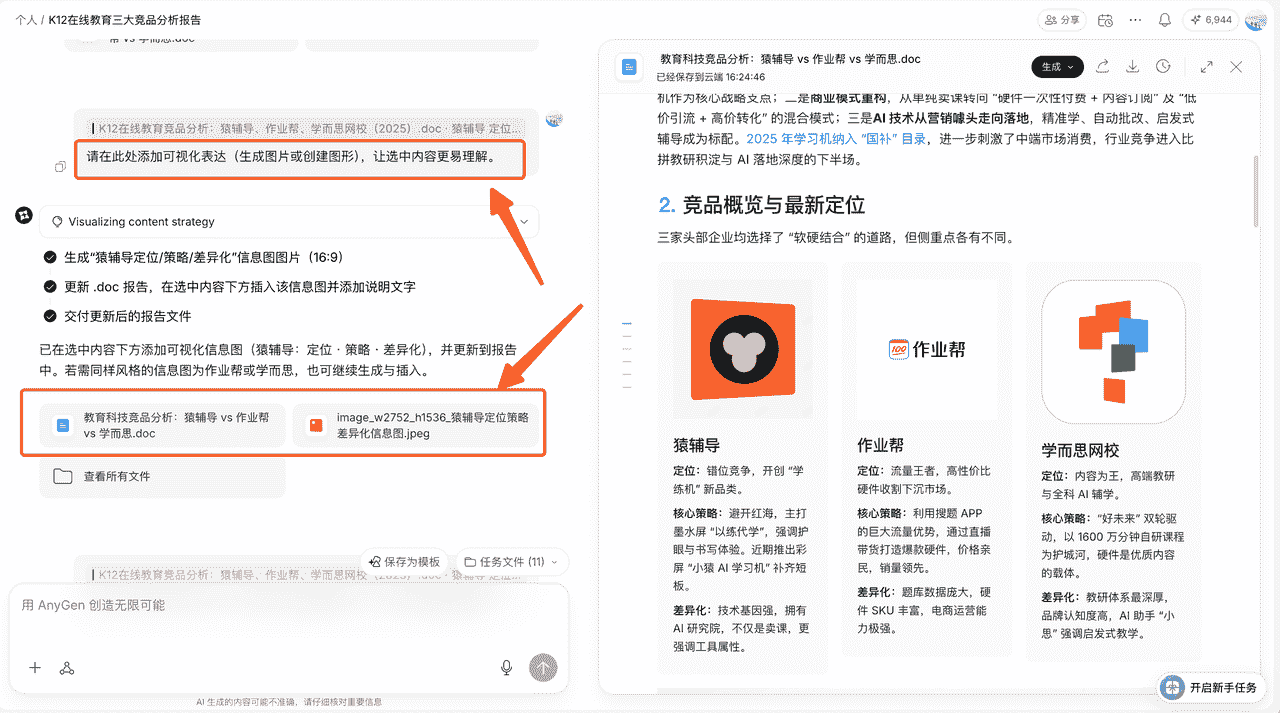 个人 / K12在线教育三大竞品分析报告
分享
6,944
帮 vs 学而思.doc
K12在线教育竞品分析：猿辅导、作业帮、学而思网校（2025）.doc · 猿辅导 定位...
请在此处添加可视化表达（生成图片或创建图形），让选中内容更易理解。
Visualizing content strategy
生成“猿辅导定位/策略/差异化”信息图图片（16:9）
更新 .doc 报告，在选中内容下方插入该信息图并添加说明文字
交付更新后的报告文件
已在选中内容下方添加可视化信息图（猿辅导：定位 · 策略 · 差异化），并更新到报告
中。若需同样风格的信息图为作业帮或学而思，也可继续生成与插入。
教育科技竞品分析：猿辅导 vs 作业帮
vs 学而思.doc
image_w2752_h1536_猿辅导定位策略
差异化信息图.jpeg
查看所有文件
保存为模板
任务文件 (11)
K12在线教育竞品分析：猿辅导、作业帮、学而思网校（2025）.doc · 猿辅导 定位...
用 AnyGen 创造无限可能
AI 生成的内容可能不准确，请仔细核对重要信息
教育科技竞品分析：猿辅导 vs 作业帮 vs 学而思.doc
已经保存到云端 16:24:46
生成
机作为核心战略支点；二是商业模式重构，从单纯卖课转向 “硬件一次性付费 + 内容订阅” 及 “低
价引流 + 高价转化” 的混合模式；三是AI 技术从营销噱头走向落地，精准学、自动批改、启发式
辅导成为标配。2025 年学习机纳入 “国补” 目录，进一步刺激了中端市场消费，行业竞争进入比
拼教研积淀与 AI 落地深度的下半场。
2. 竞品概览与最新定位
三家头部企业均选择了 “软硬结合” 的道路，但侧重点各有不同。
猿辅导
定位：错位竞争，开创 “学
练机” 新品类。
核心策略：避开红海，主打
墨水屏 “以练代学”，强调护
眼与书写体验。近期推出彩
屏 “小猿 AI 学习机” 补齐短
板。
差异化：技术基因强，拥有
AI 研究院，不仅是卖课，更
强调工具属性。
100 作业帮
作业帮
定位：流量王者，高性价比
硬件收割下沉市场。
核心策略：利用搜题 APP
的巨大流量优势，通过直播
带货打造爆款硬件，价格亲
民，销量领先。
差异化：题库数据庞大，硬
件 SKU 丰富，电商运营能
力极强。
学而思网校
定位：内容为王，高端教研
与全科 AI 辅学。
核心策略：“好未来” 双轮驱
动，以 1600 万分钟自研课程
为护城河，硬件是优质内容
的载体。
差异化：教研体系最深厚，
品牌认知度高，AI 助手 “小
思” 强调启发式教学。
开启新手任务